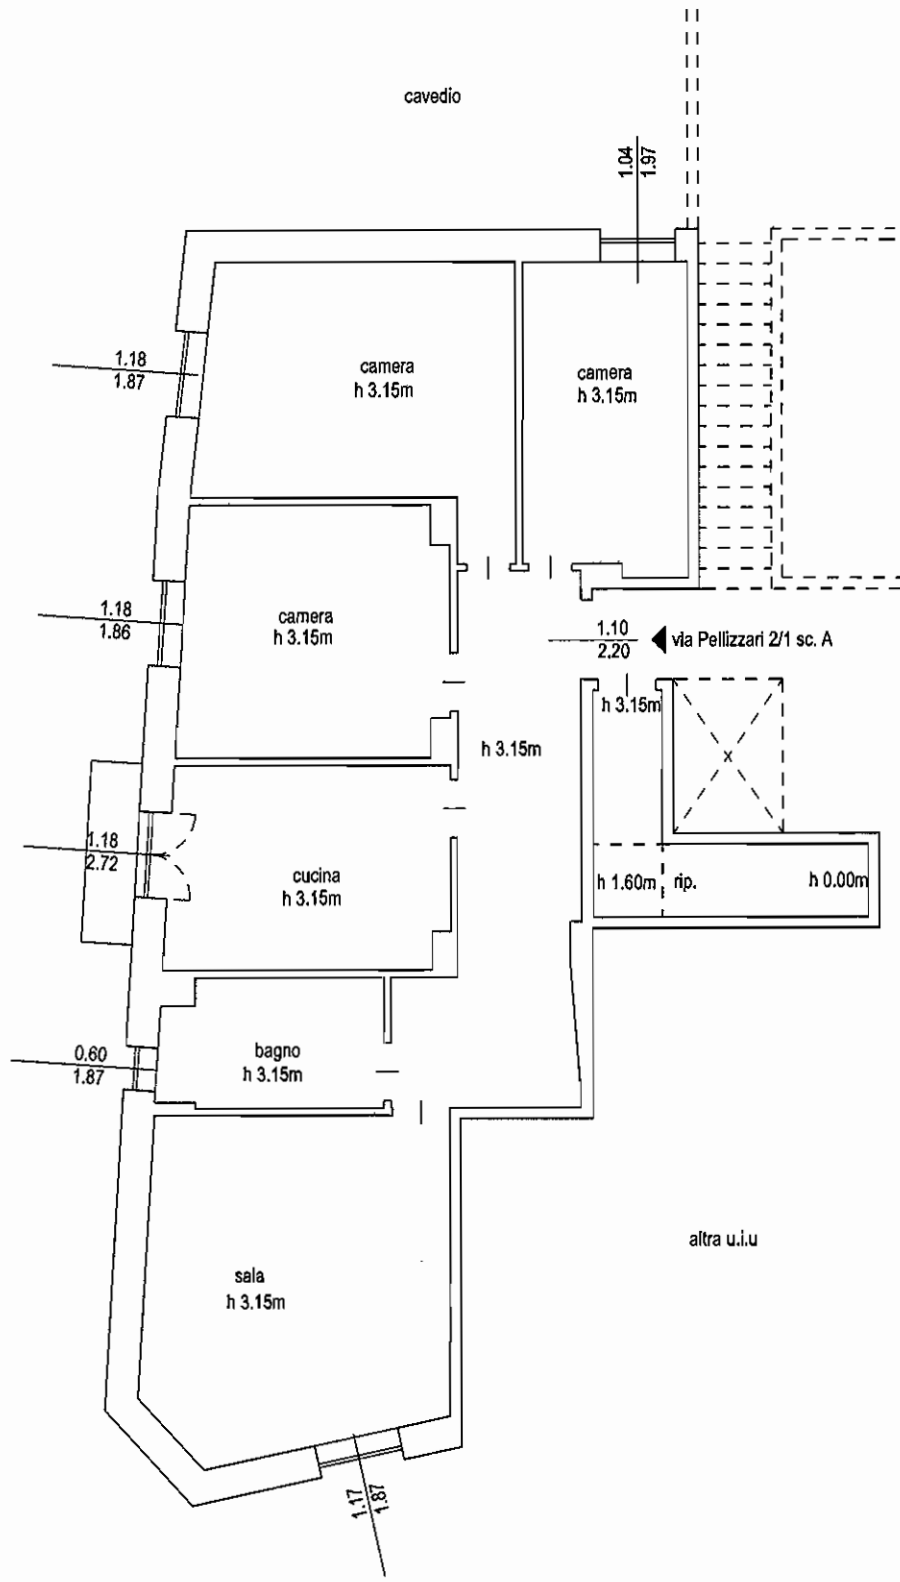 cavedio
1.04
1.97
1.18
1.87
camera
h 3.15m
camera
h 3.15m
1.18
1.86
camera
h 3.15m
1.10
2.20
via Pellizzari 2/1 sc. A
h 3.15m
h 3.15m
1.18
2.72
cucina
h 3.15m
h 1.60m
rip.
h 0.00m
0.60
1.87
bagno
h 3.15m
altra u.i.u
sala
h 3.15m
1.17
1.87